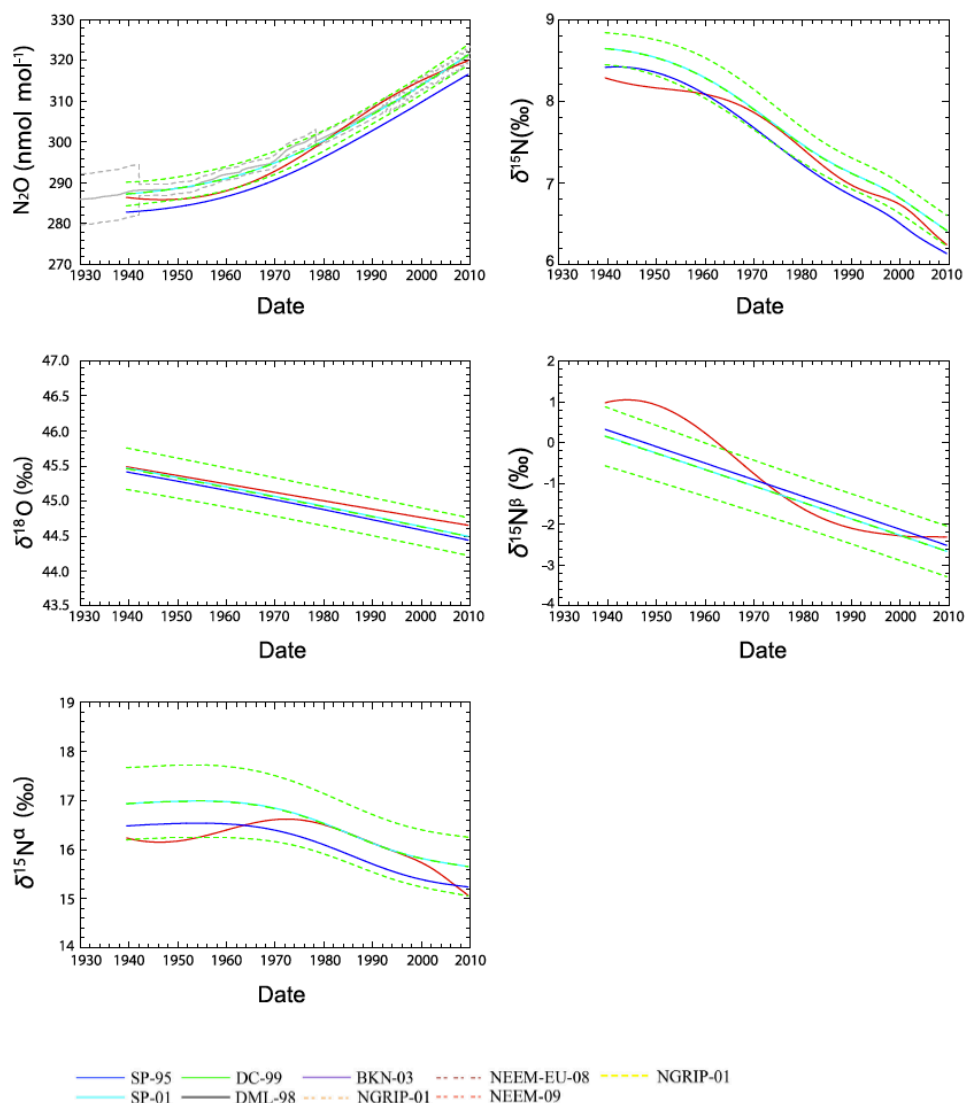 N₂O (nmol mol⁻¹)
330
320
310
300
290
280
270
1930 1940 1950 1960 1970 1980 1990 2000 2010
Date
δ¹⁵N(‰)
9
8
7
6
1930 1940 1950 1960 1970 1980 1990 2000 2010
Date
δ¹⁸O (‰)
47.0
46.5
46.0
45.5
45.0
44.5
44.0
43.5
1930 1940 1950 1960 1970 1980 1990 2000 2010
Date
δ¹⁵Nᵝ (‰)
2
1
0
-1
-2
-3
-4
1930 1940 1950 1960 1970 1980 1990 2000 2010
Date
δ¹⁵Nᵅ (‰)
19
18
17
16
15
14
1930 1940 1950 1960 1970 1980 1990 2000 2010
Date
SP-95 DC-99 BKN-03 NEEM-EU-08 NGRIP-01
SP-01 DML-98 NGRIP-01 NEEM-09